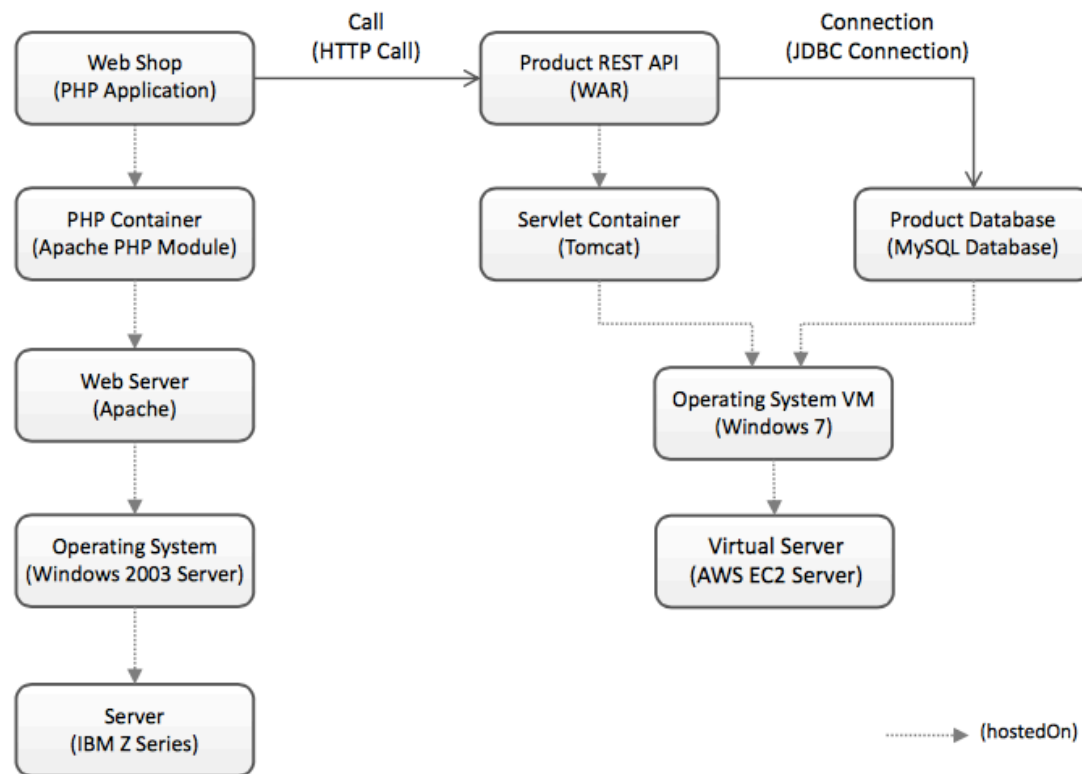 Call
(HTTP Call)
Connection
(JDBC Connection)
Web Shop
(PHP Application)
Product REST API
(WAR)
PHP Container
(Apache PHP Module)
Servlet Container
(Tomcat)
Product Database
(MySQL Database)
Web Server
(Apache)
Operating System VM
(Windows 7)
Operating System
(Windows 2003 Server)
Virtual Server
(AWS EC2 Server)
Server
(IBM Z Series)
(hostedOn)